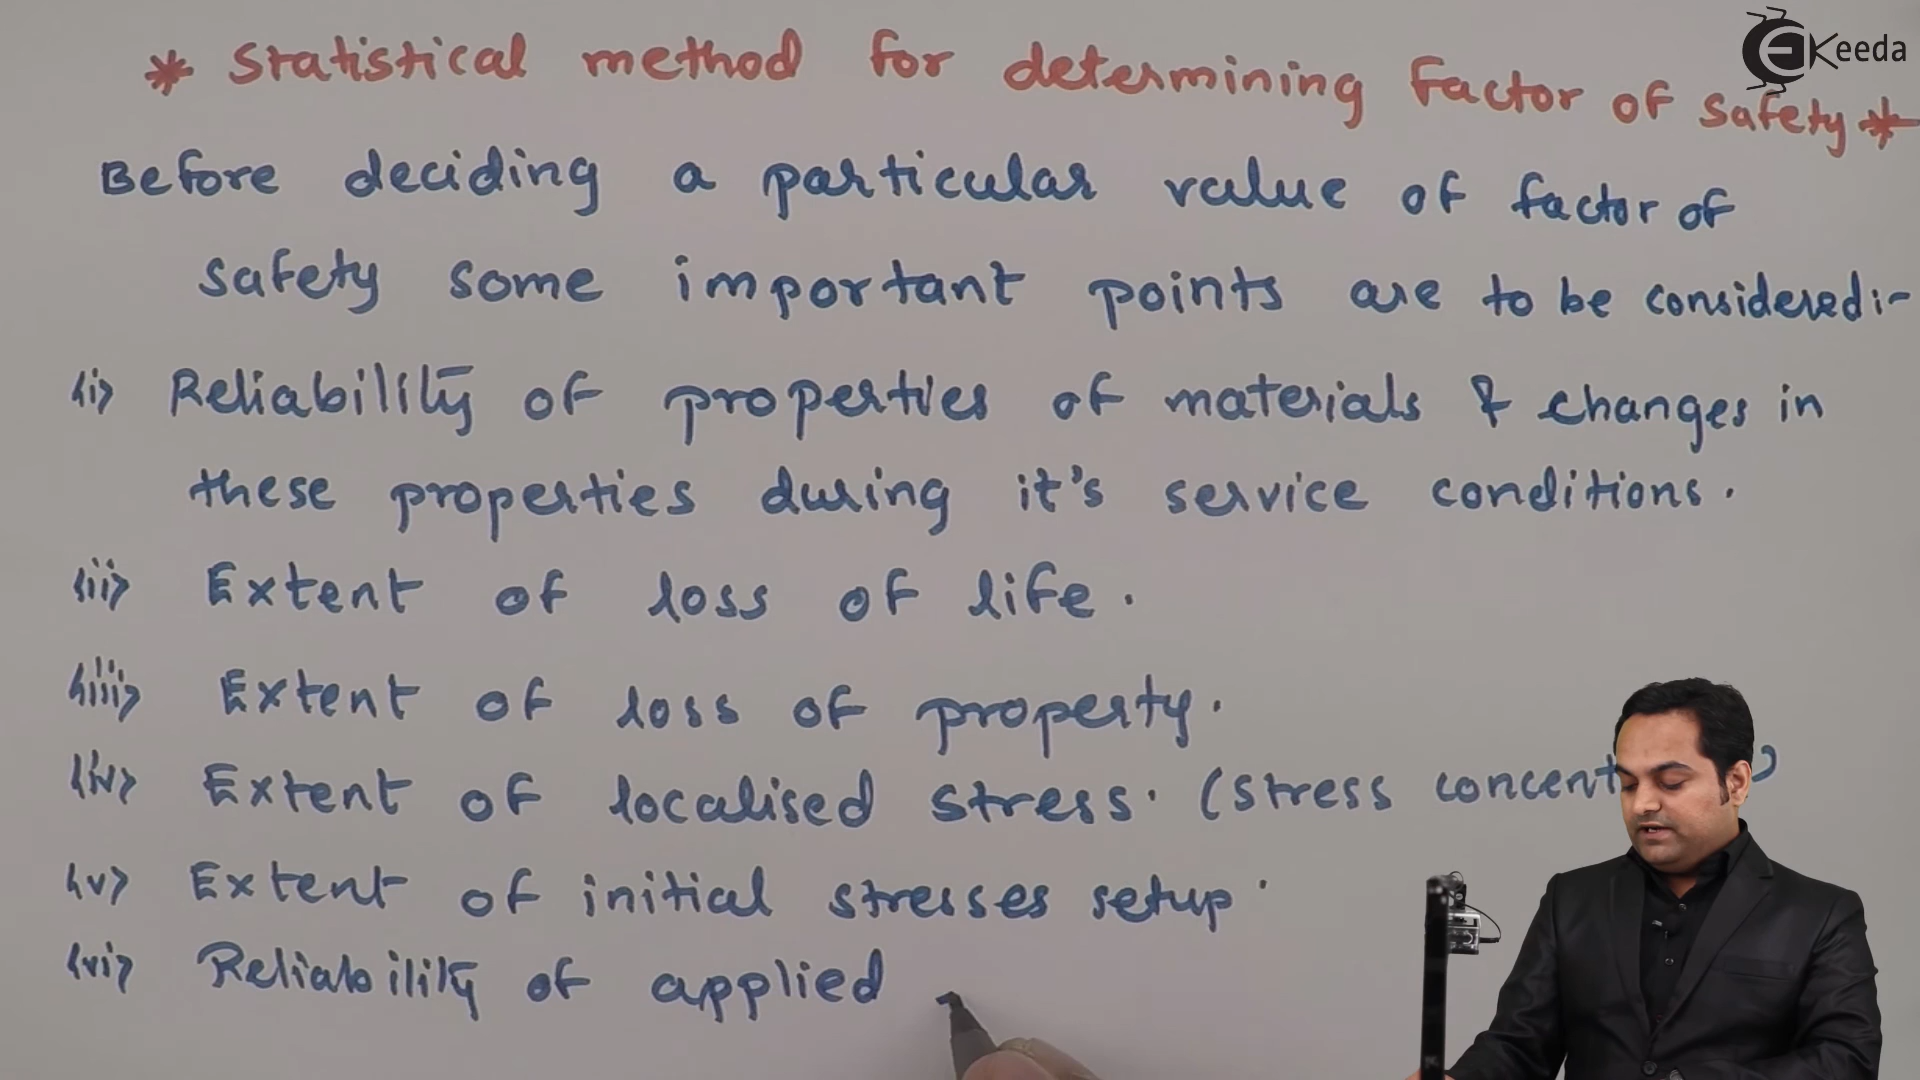 Keeda
* Statistical method for determining factor of safety *
Before deciding a particular value of factor of
safety some important points are to be considered:-
(i) Reliability of properties of materials & changes in
these properties during it's service conditions.
(ii) Extent of loss of life.
(iii) Extent of loss of property.
(iv) Extent of localised stress. (stress concent
(v) Extent of initial stresses setup.
(vi) Reliability of applied